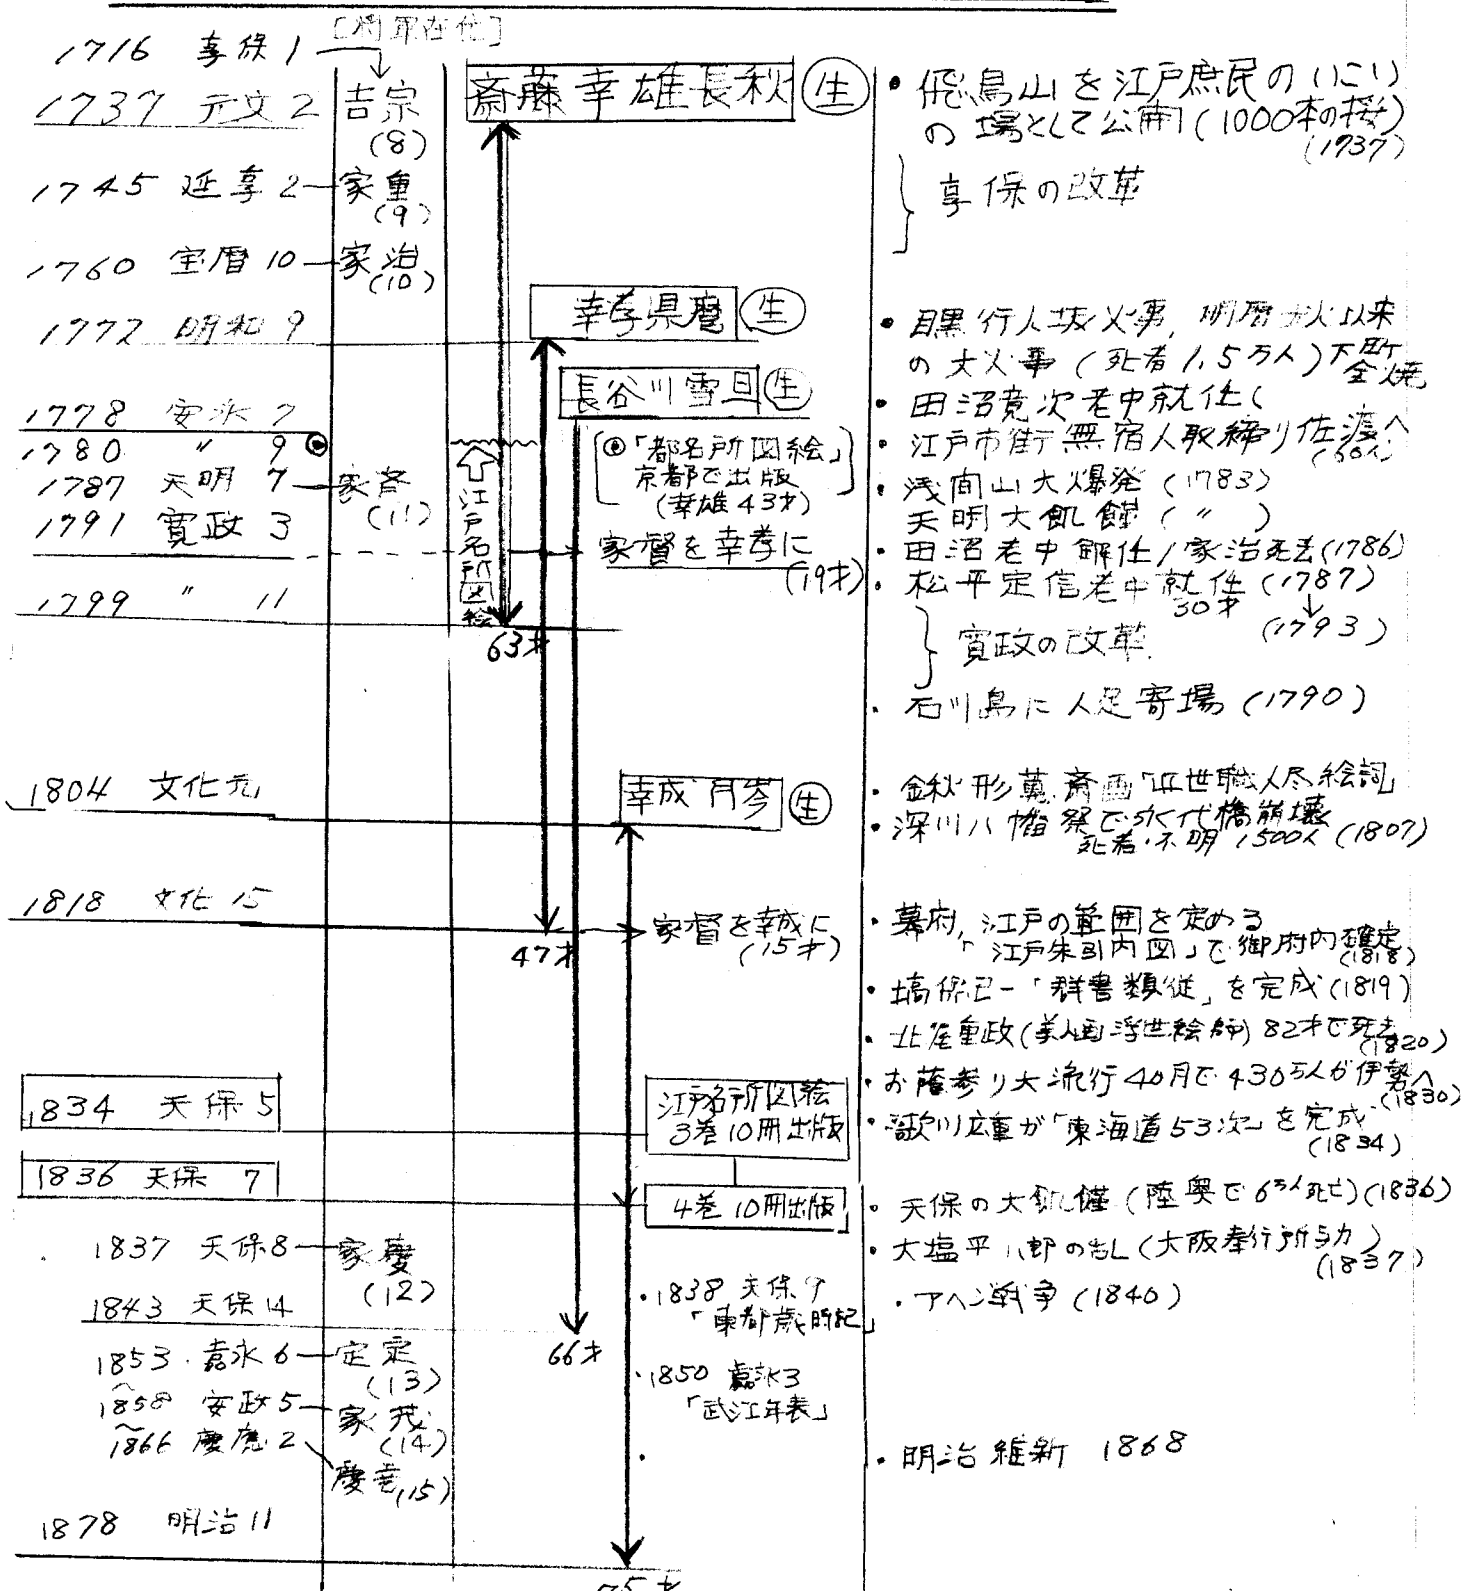 [将軍在位]
1716 享保1
1737 元文2
吉宗
(8)
1745 延享2
家重
(9)
1760 宝暦10
家治
(10)
1772 明和9
1778 安永7
1780 〃 9 ◉
1787 天明7
家斉
(11)
1791 寛政3
1799 〃 11
1804 文化元
1818 文化15
1834 天保5
1836 天保7
1837 天保8
家慶
(12)
1843 天保14
1853・嘉永6
定定
(13)
〜
1858 安政5
家茂
(14)
〜
1866 慶応2
慶喜
(15)
1878 明治11
斎藤幸雄長秋 生
幸孝県麿 生
長谷川雪旦 生
◉「都名所図絵」
京都で出版
(幸雄43才)
江戸名所図絵
家督を幸孝に
(19才)
63才
幸成月岑 生
家督を幸成に
(15才)
47才
江戸名所図絵
3巻10冊出版
4巻10冊出版
・1838 天保9
「東都歳時記」
66才
・1850 嘉永3
「武江年表」
75才
・飛鳥山を江戸庶民のいこい
の場として公開(1000本の桜)
(1737)
享保の改革
・目黒行人坂火事, 明暦大火以来
の大火事(死者1.5万人)下町
全焼
・田沼意次老中就任(
・江戸市街無宿人取締り佐渡へ
(60人)
・浅間山大爆発(1783)
天明大飢饉(〃)
・田沼老中解任/家治死去(1786)
・松平定信老中就任(1787)
30才 ↓
(1793)
寛政の改革
・石川島に人足寄場(1790)
・鍬形蕙斎画「近世職人尽絵詞」
・深川八幡祭で永代橋崩壊
死者・不明1500人(1807)
・幕府, 江戸の範囲を定める
「江戸朱引内図」で御府内確定
(1818)
・塙保己一「群書類従」を完成(1819)
・北尾重政(美人画浮世絵師)82才で死去
(1820)
・お蔭参り大流行40月で430万人が伊勢へ
(1830)
・歌川広重が「東海道53次」を完成
(1834)
・天保の大飢饉(陸奥で6万人死亡)(1836)
・大塩平八郎の乱(大阪奉行所与力)
(1837)
・アヘン戦争(1840)
・明治維新 1868